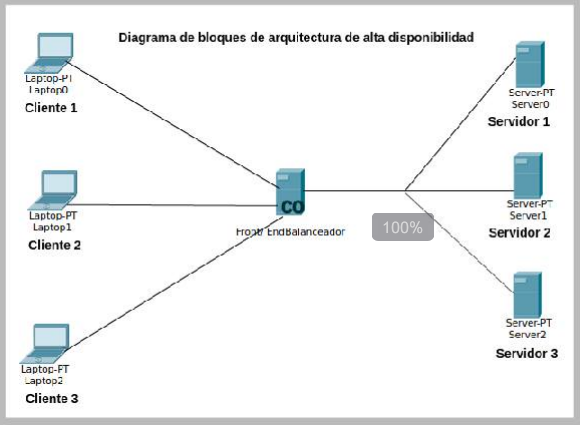 Diagrama de bloques de arquitectura de alta disponibilidad
Laptop-PT
Laptop0
Cliente 1
Server-PT
Server0
Servidor 1
Laptop-PT
Laptop1
Cliente 2
CO
Front/ EndBalanceador
100%
Server-PT
Server1
Servidor 2
Laptop-PT
Laptop2
Cliente 3
Server-PT
Server2
Servidor 3